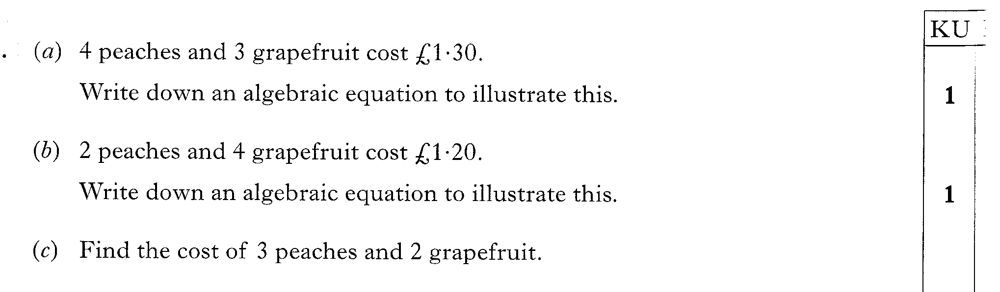 KU
. (a) 4 peaches and 3 grapefruit cost £1·30.
Write down an algebraic equation to illustrate this. 1
(b) 2 peaches and 4 grapefruit cost £1·20.
Write down an algebraic equation to illustrate this. 1
(c) Find the cost of 3 peaches and 2 grapefruit.